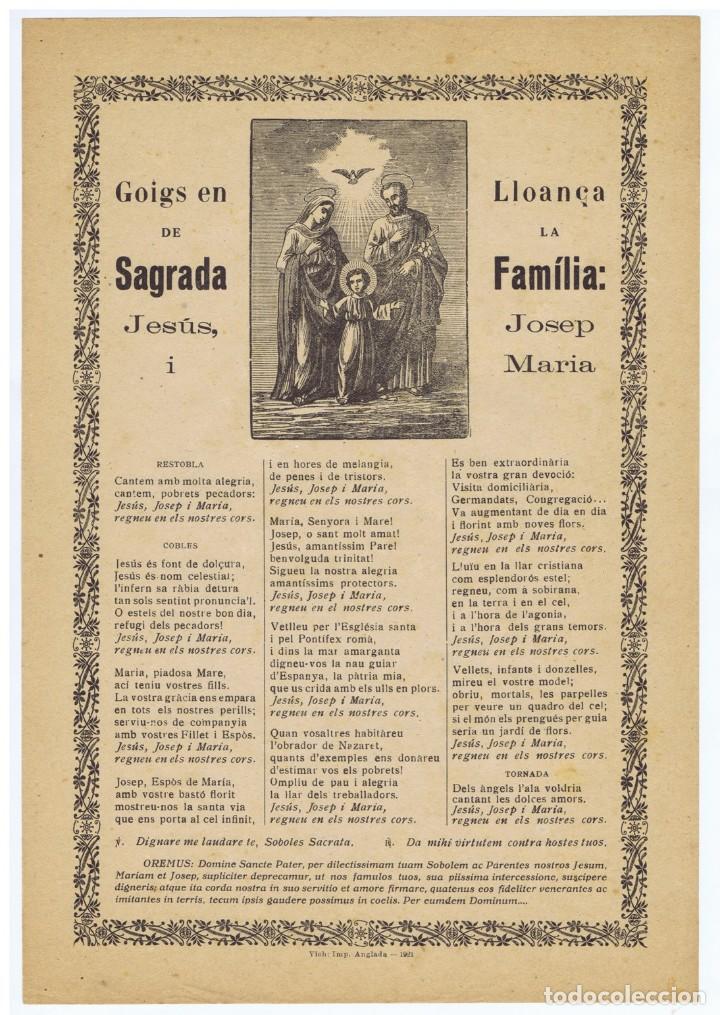 Goigs en Lloança
DE LA
Sagrada Família:
Jesús, Josep
i Maria
RESTOBLA
Cantem amb molta alegria,
cantem, pobrets pecadors:
Jesús, Josep i Maria,
regneu en els nostres cors.
COBLES
Jesús és font de dolçura,
Jesús és nom celestial;
l'infern sa ràbia detura
tan sols sentint pronuncia'l.
O estels del nostre bon dia,
refugi dels pecadors!
Jesús, Josep i Maria,
regneu en els nostres cors.
Maria, piadosa Mare,
ací teniu vostres fills.
La vostra gràcia ens empara
en tots els nostres perills;
serviu-nos de companyia
amb vostres Fillet i Espòs.
Jesús, Josep i Maria,
regneu en els nostres cors.
Josep, Espòs de María,
amb vostre bastó florit
mostreu-nos la santa via
que ens porta al cel infinit,
i en hores de melangia,
de penes i de tristors.
Jesús, Josep i Maria,
regneu en els nostres cors.
María, Senyora i Mare!
Josep, o sant molt amat!
Jesús, amantíssim Pare!
benvolguda trinitat!
Sigueu la nostra alegria
amantíssims protectors.
Jesús, Josep i Maria,
regneu en els nostres cors.
Vetlleu per l'Església santa
i pel Pontífex romà,
i dins la mar amarganta
digneu-vos la nau guiar
d'Espanya, la pàtria mia,
que us crida amb els ulls en plors.
Jesús, Josep i Maria,
regneu en els nostres cors.
Quan vosaltres habitàreu
l'obrador de Nazaret,
quants d'exemples ens donàreu
d'estimar vos els pobrets!
Ompliu de pau i alegria
la llar dels treballadors.
Jesús, Josep i Maria,
regneu en els nostres cors.
Es ben extraordinària
la vostra gran devoció:
Visita domiciliària,
Germandats, Congregació...
Va augmentant de día en dia
i florint amb noves flors.
Jesús, Josep i Maria,
regneu en els nostres cors.
Lluïu en la llar cristiana
com esplendorós estel;
regneu, com à sobirana,
en la terra i en el cel,
i a l'hora de l'agonia,
i a l'hora dels grans temors.
Jesús, Josep i Maria,
regneu en els nostres cors.
Vellets, infants i donzelles,
mireu el vostre model;
obriu, mortals, les parpelles
per veure un quadro del cel;
si el món els prengués per guia
seria un jardí de flors.
Jesús, Josep i Maria,
regneu en els nostres cors.
TORNADA
Dels àngels l'ala voldria
cantant les dolces amors.
Jesús, Josep i Maria,
regneu en els nostres cors.
℣. Dignare me laudare te, Soboles Sacrata. ℟. Da mihi virtutem contra hostes tuos.
OREMUS: Domine Sancte Pater, per dilectissimam tuam Sobolem ac Parentes nostros Jesum,
Mariam et Josep, supliciter deprecamur, ut nos famulos tuos, sua piissima intercessione, suscipere
digneris; atque ita corda nostra in suo servitio et amore firmare, quatenus eos fideliter venerantes ac
imitantes in terris, tecum ipsis gaudere possimus in coelis. Per eumdem Dominum....
Vich: Imp. Anglada — 1921
todocoleccion
todocoleccion.net